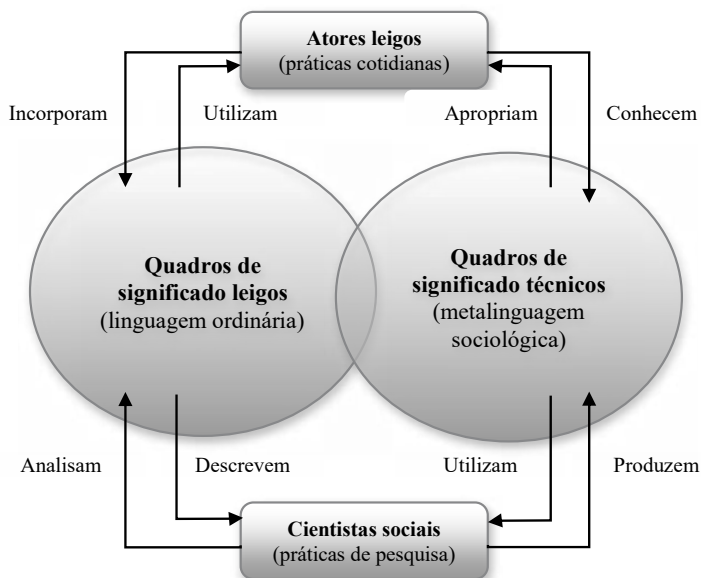 Atores leigos
(práticas cotidianas)
Incorporam
Utilizam
Apropriam
Conhecem
Quadros de
significado leigos
(linguagem ordinária)
Quadros de
significado técnicos
(metalinguagem
sociológica)
Analisam
Descrevem
Utilizam
Produzem
Cientistas sociais
(práticas de pesquisa)